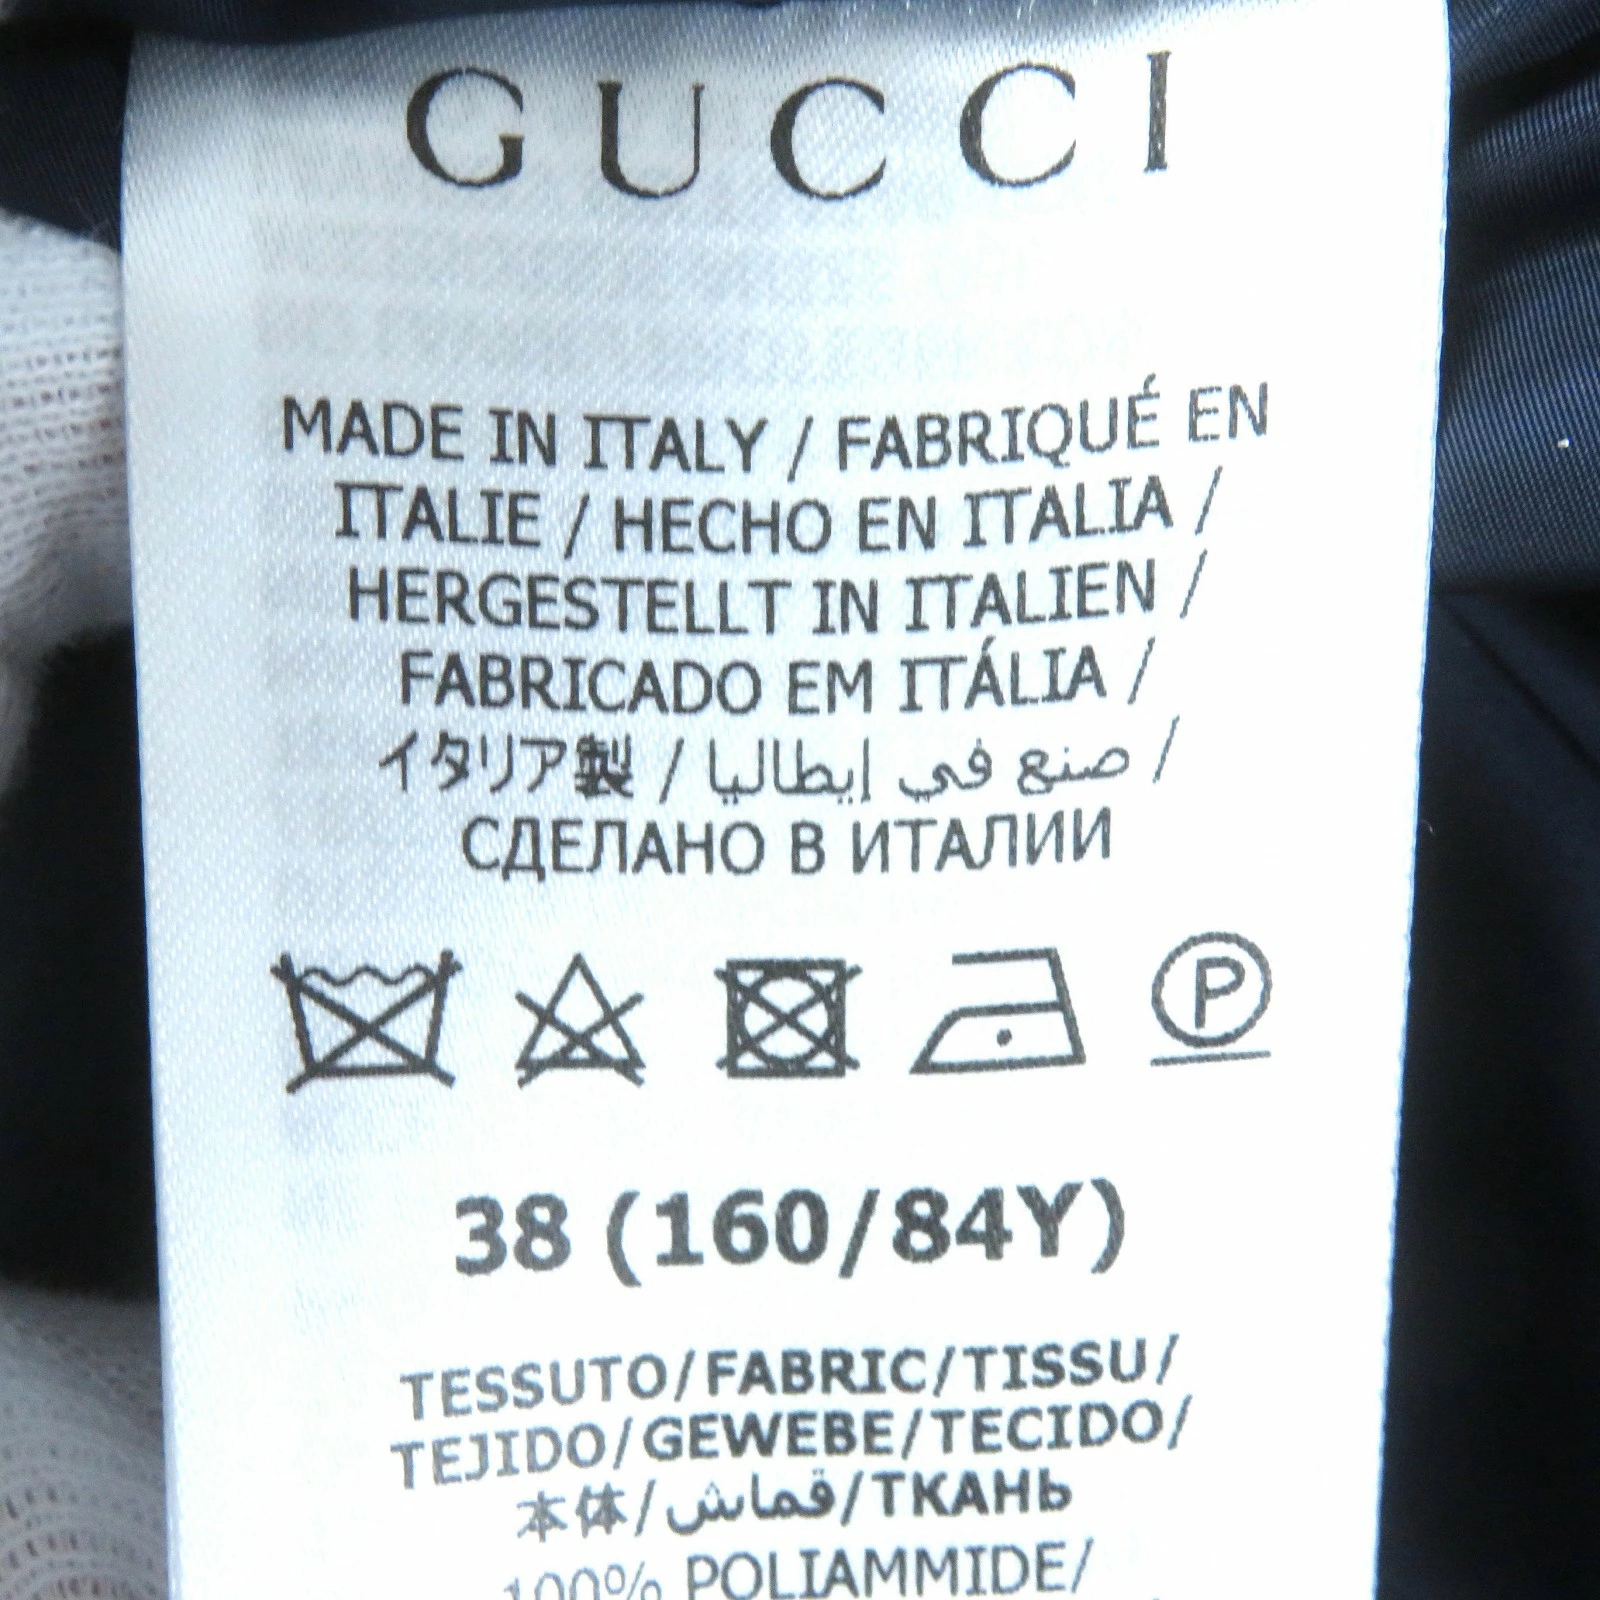 GUCCI
MADE IN ITALY / FABRIQUÉ EN
ITALIE / HECHO EN ITALIA /
HERGESTELLT IN ITALIEN /
FABRICADO EM ITÁLIA /
イタリア製 / صنع في إيطاليا /
СДЕЛАНО В ИТАЛИИ
P
38 (160/84Y)
TESSUTO/FABRIC/TISSU/
TEJIDO/GEWEBE/TECIDO/
本体/قماش/ТКАНЬ
100% POLIAMMIDE/